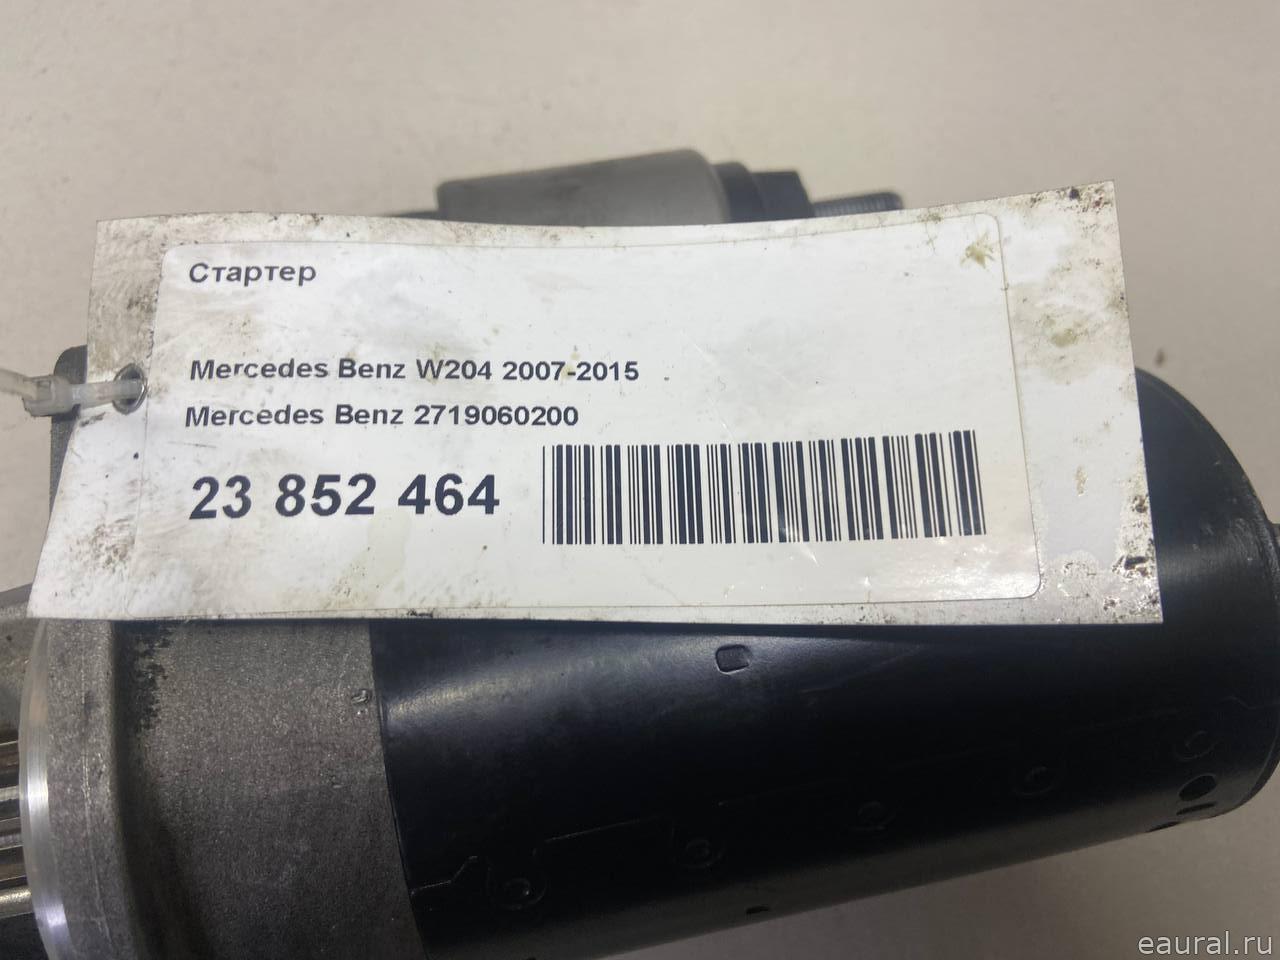 Стартер
Mercedes Benz W204 2007-2015
Mercedes Benz 2719060200
23 852 464
eaural.ru